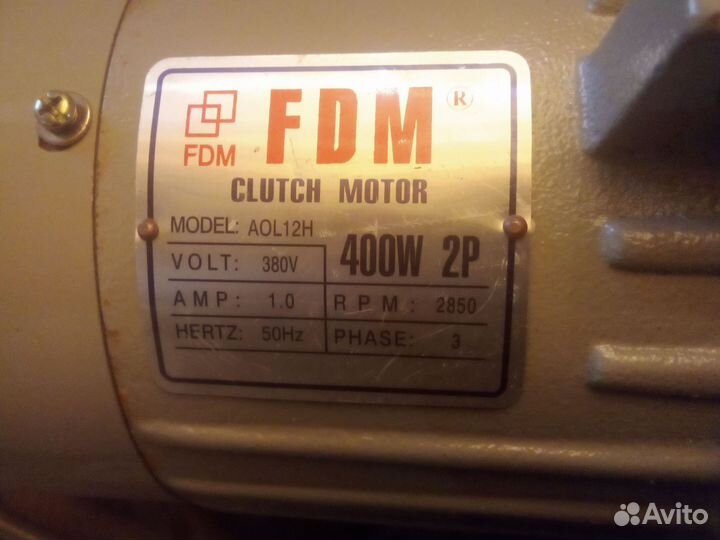 FDM ®
FDM
CLUTCH MOTOR
MODEL: AOL12H
400W 2P
VOLT: 380V
AMP: 1.0
RPM: 2850
HERTZ: 50Hz
PHASE: 3
Avito